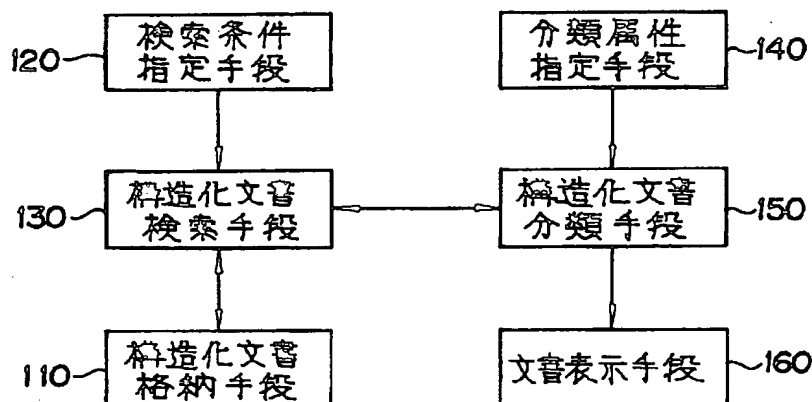 120
検索条件
指定手段
分類属性
指定手段
140
130
構造化文書
検索手段
構造化文書
分類手段
150
110
構造化文書
格納手段
文書表示手段
160